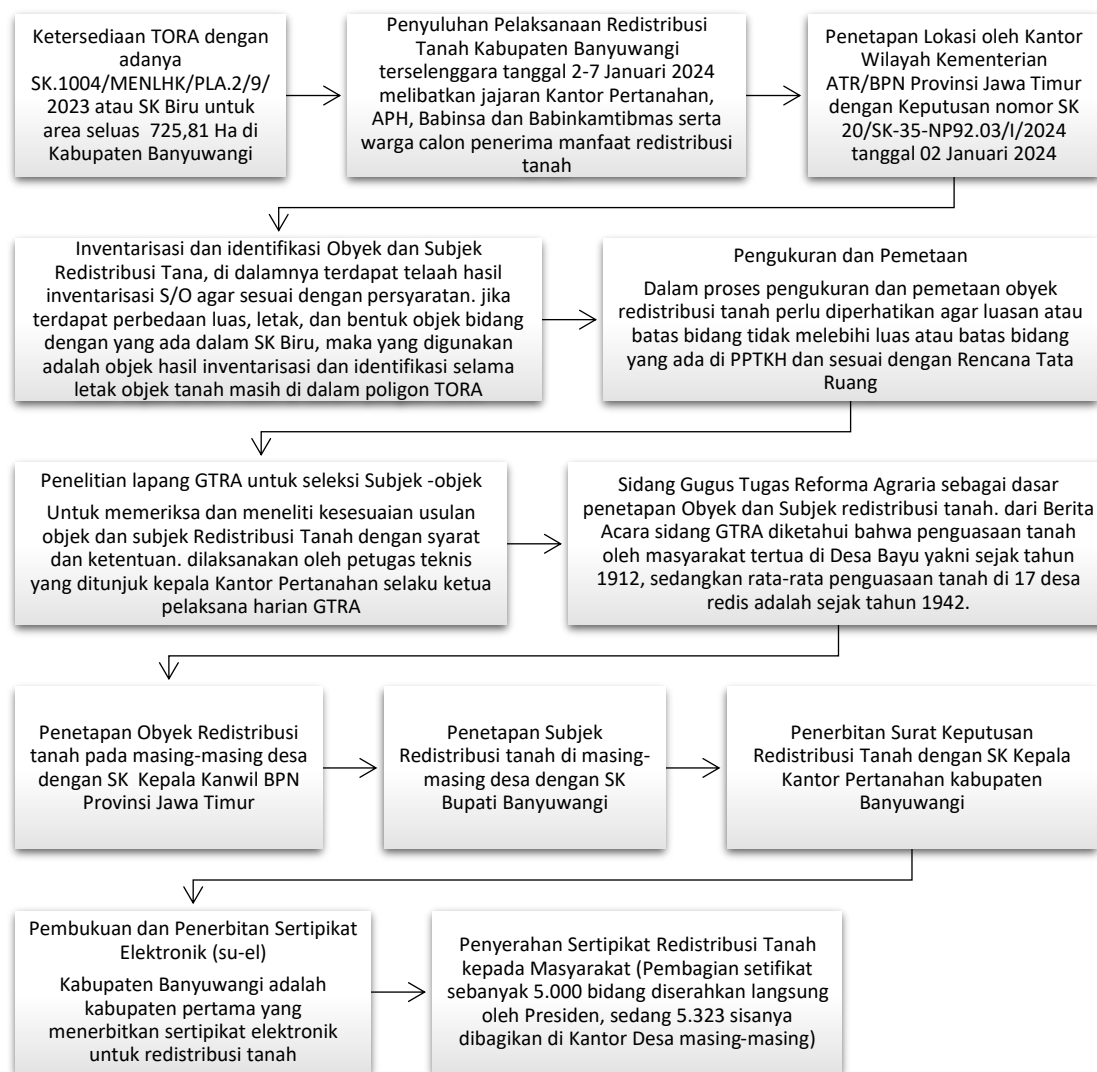 Ketersediaan TORA dengan
adanya
SK.1004/MENLHK/PLA.2/9/
2023 atau SK Biru untuk
area seluas 725,81 Ha di
Kabupaten Banyuwangi
Penyuluhan Pelaksanaan Redistribusi
Tanah Kabupaten Banyuwangi
terselenggara tanggal 2-7 Januari 2024
melibatkan jajaran Kantor Pertanahan,
APH, Babinsa dan Babinkamtibmas serta
warga calon penerima manfaat redistribusi
tanah
Penetapan Lokasi oleh Kantor
Wilayah Kementerian
ATR/BPN Provinsi Jawa Timur
dengan Keputusan nomor SK
20/SK-35-NP92.03/I/2024
tanggal 02 Januari 2024
Inventarisasi dan identifikasi Obyek dan Subjek
Redistribusi Tana, di dalamnya terdapat telaah hasil
inventarisasi S/O agar sesuai dengan persyaratan. jika
terdapat perbedaan luas, letak, dan bentuk objek bidang
dengan yang ada dalam SK Biru, maka yang digunakan
adalah objek hasil inventarisasi dan identifikasi selama
letak objek tanah masih di dalam poligon TORA
Pengukuran dan Pemetaan
Dalam proses pengukuran dan pemetaan obyek
redistribusi tanah perlu diperhatikan agar luasan atau
batas bidang tidak melebihi luas atau batas bidang
yang ada di PPTKH dan sesuai dengan Rencana Tata
Ruang
Penelitian lapang GTRA untuk seleksi Subjek -objek
Untuk memeriksa dan meneliti kesesuaian usulan
objek dan subjek Redistribusi Tanah dengan syarat
dan ketentuan. dilaksanakan oleh petugas teknis
yang ditunjuk kepala Kantor Pertanahan selaku ketua
pelaksana harian GTRA
Sidang Gugus Tugas Reforma Agraria sebagai dasar
penetapan Obyek dan Subjek redistribusi tanah. dari Berita
Acara sidang GTRA diketahui bahwa penguasaan tanah
oleh masyarakat tertua di Desa Bayu yakni sejak tahun
1912, sedangkan rata-rata penguasaan tanah di 17 desa
redis adalah sejak tahun 1942.
Penetapan Obyek Redistribusi
tanah pada masing-masing desa
dengan SK Kepala Kanwil BPN
Provinsi Jawa Timur
Penetapan Subjek
Redistribusi tanah di masing-
masing desa dengan SK
Bupati Banyuwangi
Penerbitan Surat Keputusan
Redistribusi Tanah dengan SK Kepala
Kantor Pertanahan kabupaten
Banyuwangi
Pembukuan dan Penerbitan Sertipikat
Elektronik (su-el)
Kabupaten Banyuwangi adalah
kabupaten pertama yang
menerbitkan sertipikat elektronik
untuk redistribusi tanah
Penyerahan Sertipikat Redistribusi Tanah
kepada Masyarakat (Pembagian setifikat
sebanyak 5.000 bidang diserahkan langsung
oleh Presiden, sedang 5.323 sisanya
dibagikan di Kantor Desa masing-masing)